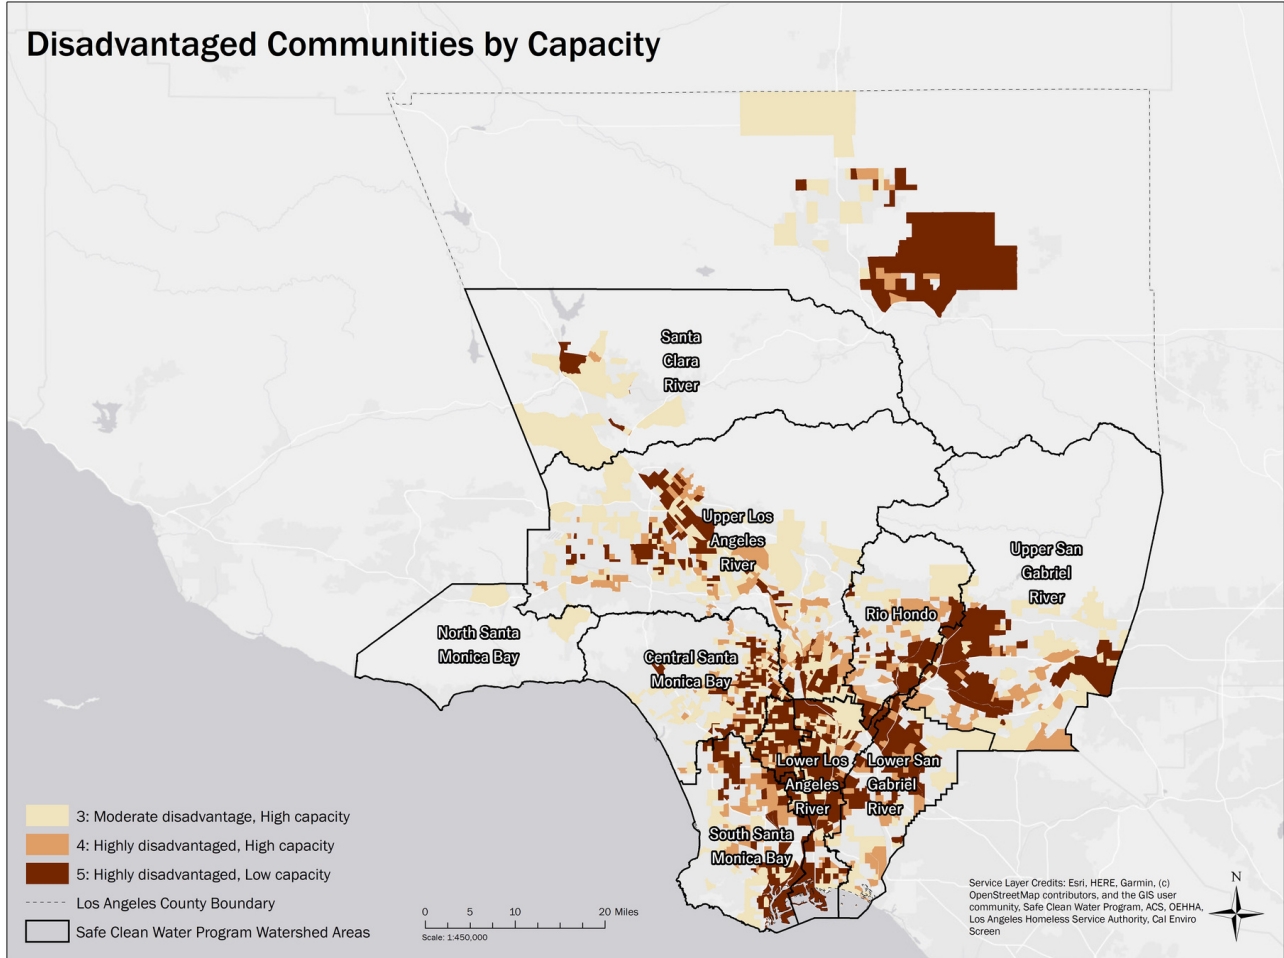 Disadvantaged Communities by Capacity
Santa
Clara
River
Upper Los
Angeles
River
Upper San
Gabriel
River
Rio Hondo
North Santa
Monica Bay
Central Santa
Monica Bay
Lower Los
Angeles
River
Lower San
Gabriel
River
South Santa
Monica Bay
3: Moderate disadvantage, High capacity
4: Highly disadvantaged, High capacity
5: Highly disadvantaged, Low capacity
Los Angeles County Boundary
Safe Clean Water Program Watershed Areas
0 5 10 20 Miles
Scale: 1:450,000
Service Layer Credits: Esri, HERE, Garmin, (c)
OpenStreetMap contributors, and the GIS user
community, Safe Clean Water Program, ACS, OEHHA,
Los Angeles Homeless Service Authority, Cal Enviro
Screen
N